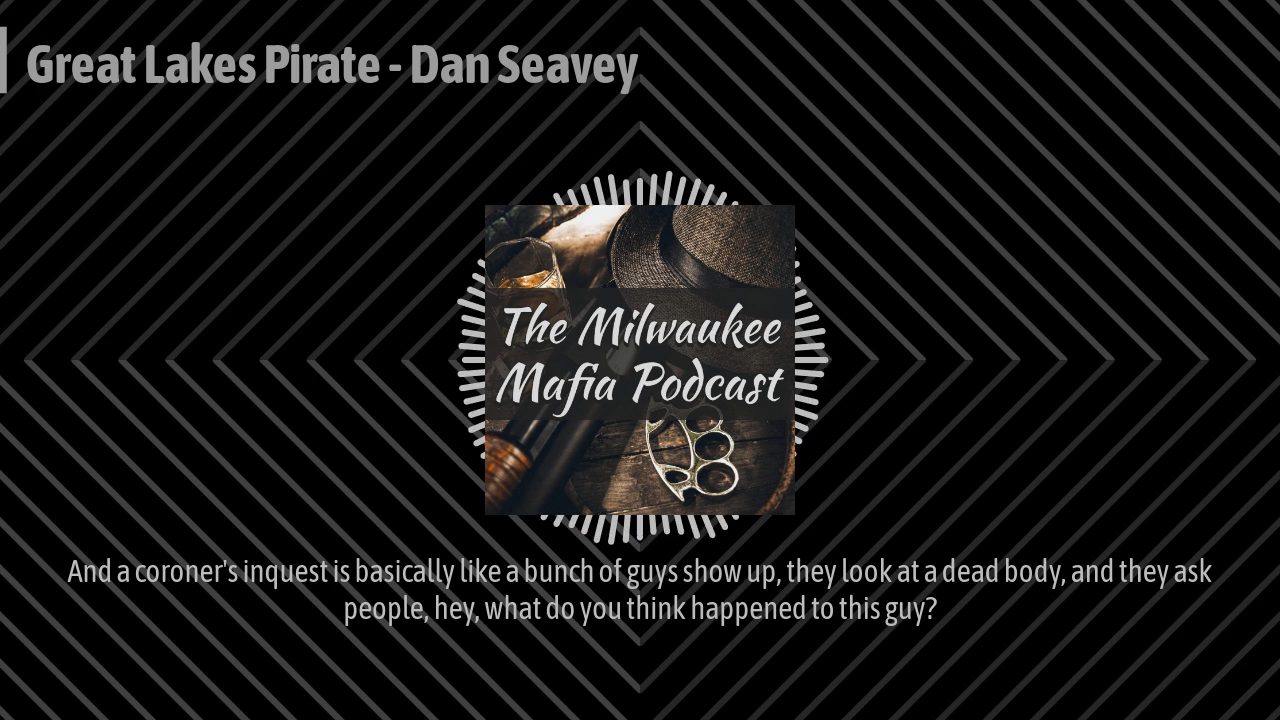 Great Lakes Pirate - Dan Seavey
The Milwaukee
Mafia Podcast
And a coroner's inquest is basically like a bunch of guys show up, they look at a dead body, and they ask
people, hey, what do you think happened to this guy?